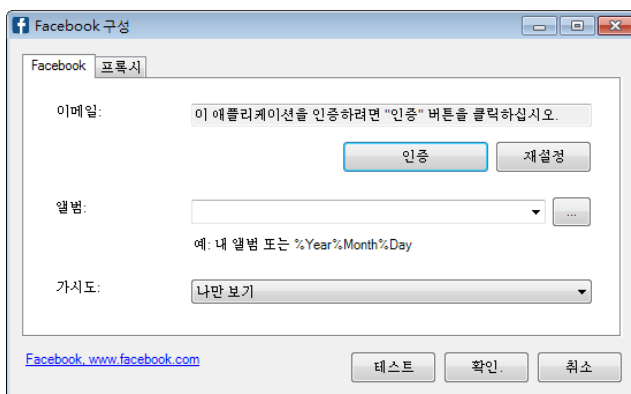 Facebook 구성
Facebook 프록시
이메일: 이 애플리케이션을 인증하려면 "인증" 버튼을 클릭하십시오.
인증 재설정
앨범: ...
예: 내 앨범 또는 %Year%Month%Day
가시도: 나만 보기
Facebook, www.facebook.com 테스트 확인. 취소